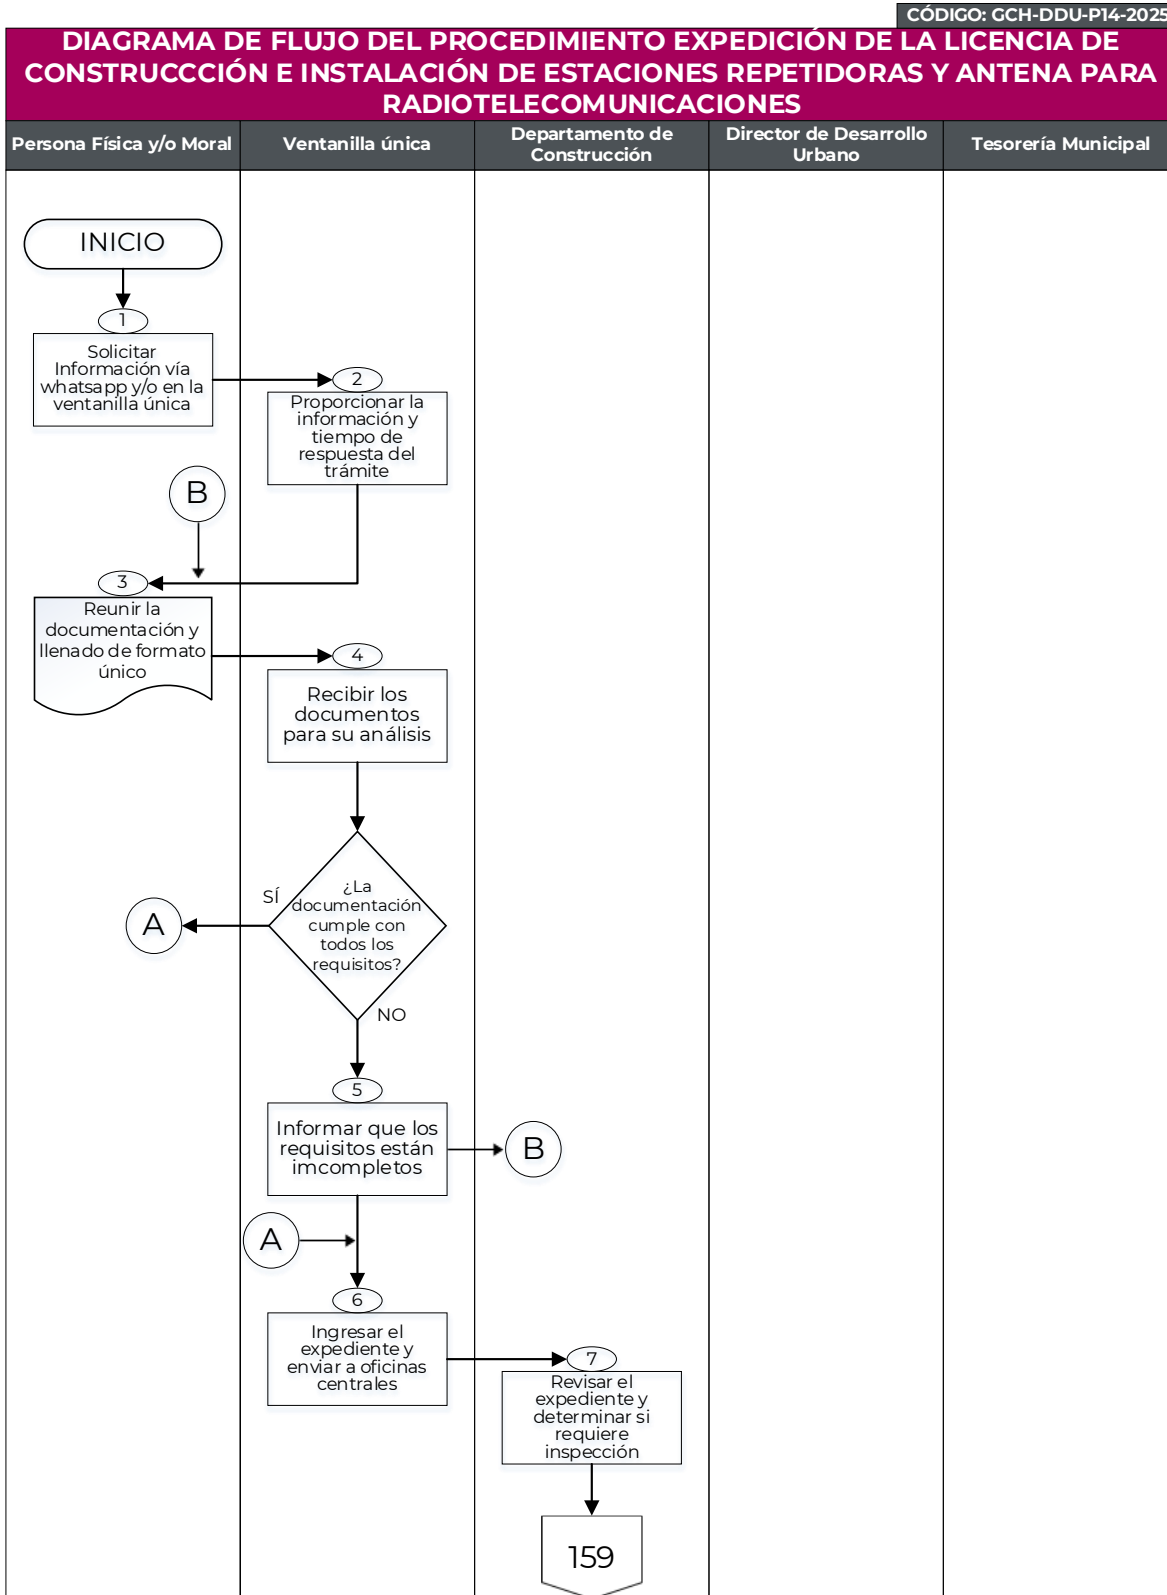 CÓDIGO: GCH-DDU-P14-2025
DIAGRAMA DE FLUJO DEL PROCEDIMIENTO EXPEDICIÓN DE LA LICENCIA DE
CONSTRUCCCIÓN E INSTALACIÓN DE ESTACIONES REPETIDORAS Y ANTENA PARA
RADIOTELECOMUNICACIONES
Persona Física y/o Moral
Ventanilla única
Departamento de
Construcción
Director de Desarrollo
Urbano
Tesorería Municipal
INICIO
1
Solicitar
Información vía
whatsapp y/o en la
ventanilla única
2
Proporcionar la
información y
tiempo de
respuesta del
trámite
B
3
Reunir la
documentación y
llenado de formato
único
4
Recibir los
documentos
para su análisis
SÍ
¿La
documentación
cumple con
todos los
requisitos?
A
NO
5
Informar que los
requisitos están
imcompletos
B
A
6
Ingresar el
expediente y
enviar a oficinas
centrales
7
Revisar el
expediente y
determinar si
requiere
inspección
159